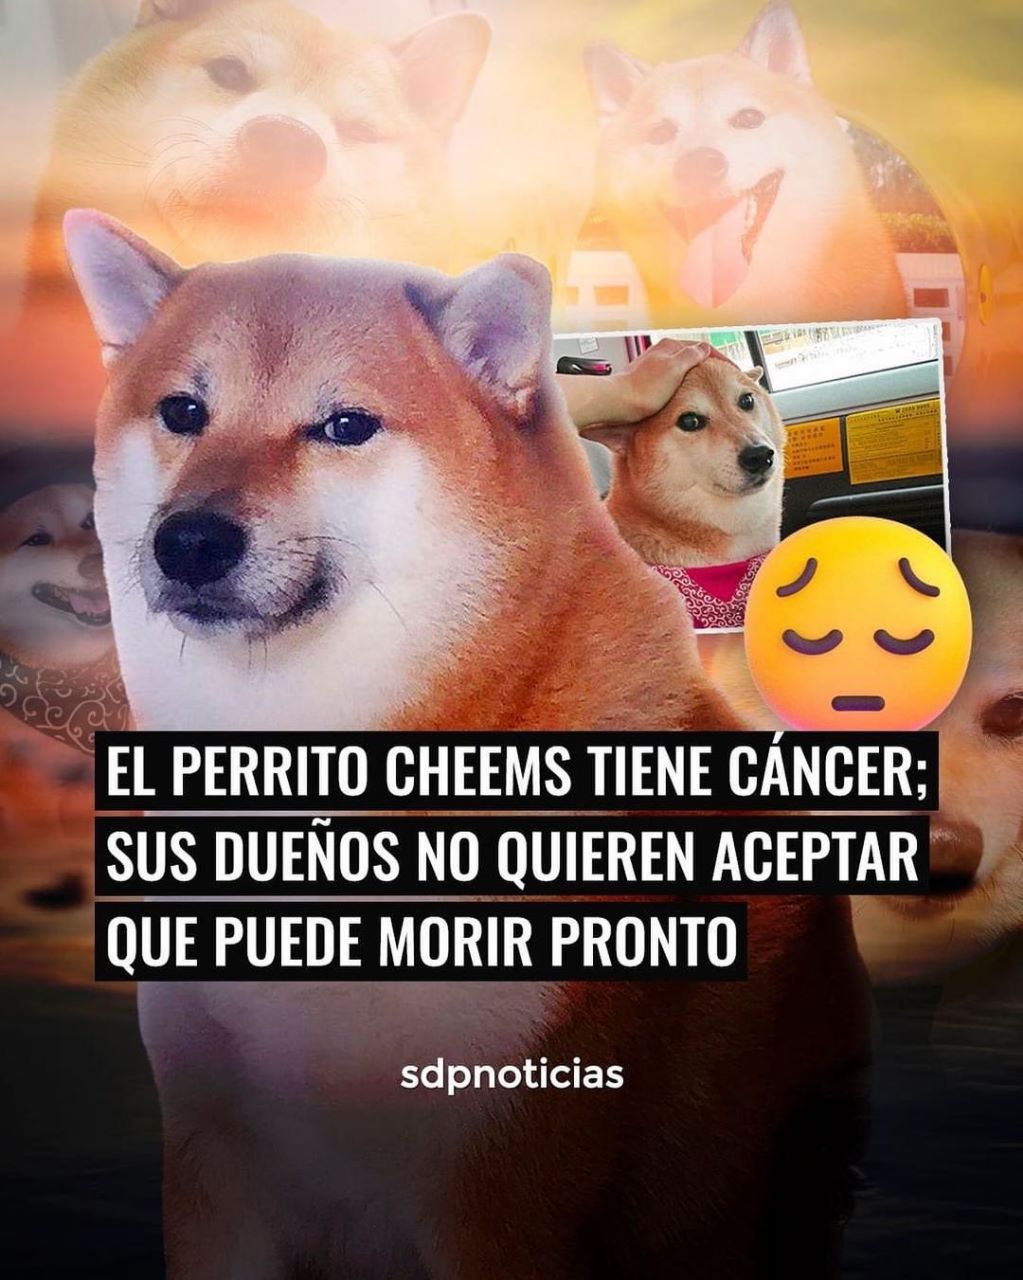 EL PERRITO CHEEMS TIENE CÁNCER;
SUS DUEÑOS NO QUIEREN ACEPTAR
QUE PUEDE MORIR PRONTO
sdpnoticias